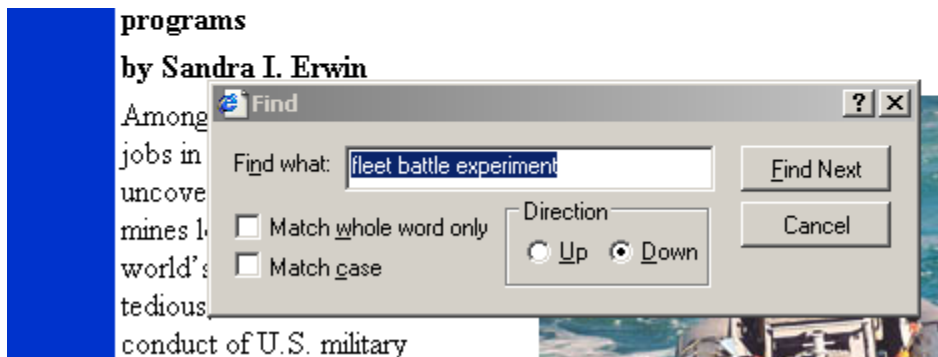 programs
by Sandra I. Erwin
Among
jobs in
uncove
mines l
world's
tedious
conduct of U.S. military
Find
Find what: fleet battle experiment
Find Next
Match whole word only
Match case
Direction
Up Down
Cancel